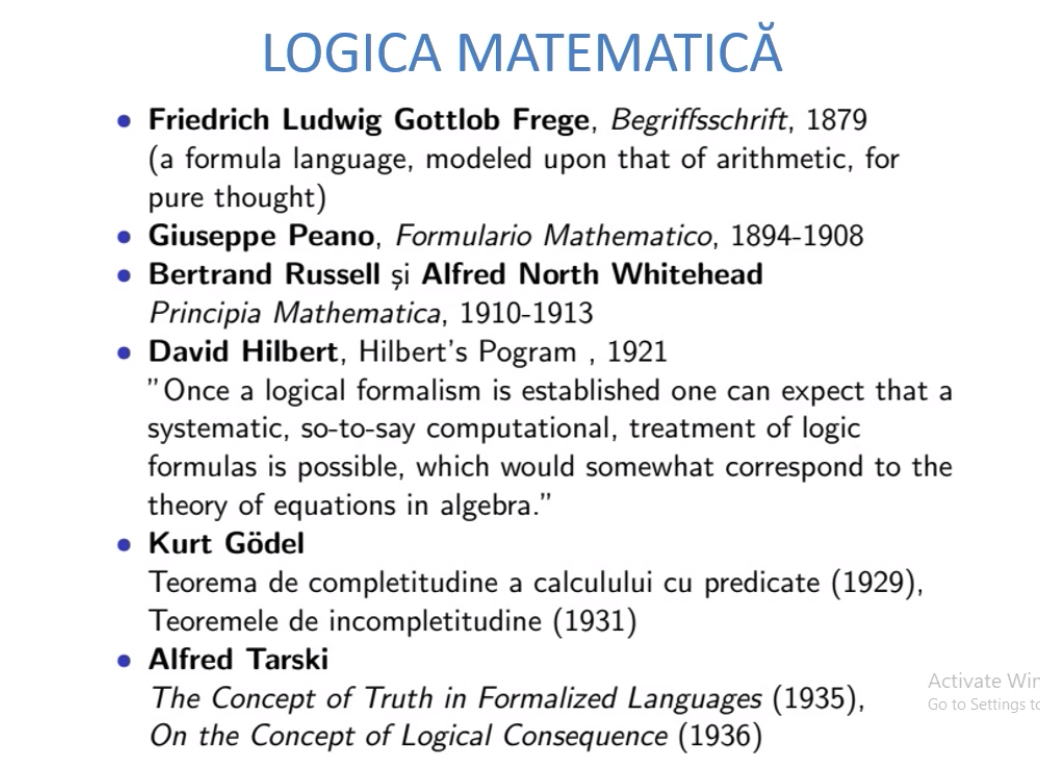 LOGICA MATEMATICĂ
• Friedrich Ludwig Gottlob Frege, Begriffsschrift, 1879
(a formula language, modeled upon that of arithmetic, for
pure thought)
• Giuseppe Peano, Formulario Mathematico, 1894-1908
• Bertrand Russell și Alfred North Whitehead
Principia Mathematica, 1910-1913
• David Hilbert, Hilbert's Pogram , 1921
"Once a logical formalism is established one can expect that a
systematic, so-to-say computational, treatment of logic
formulas is possible, which would somewhat correspond to the
theory of equations in algebra."
• Kurt Gödel
Teorema de completitudine a calculului cu predicate (1929),
Teoremele de incompletitudine (1931)
• Alfred Tarski
The Concept of Truth in Formalized Languages (1935),
On the Concept of Logical Consequence (1936)
Activate Win
Go to Settings to